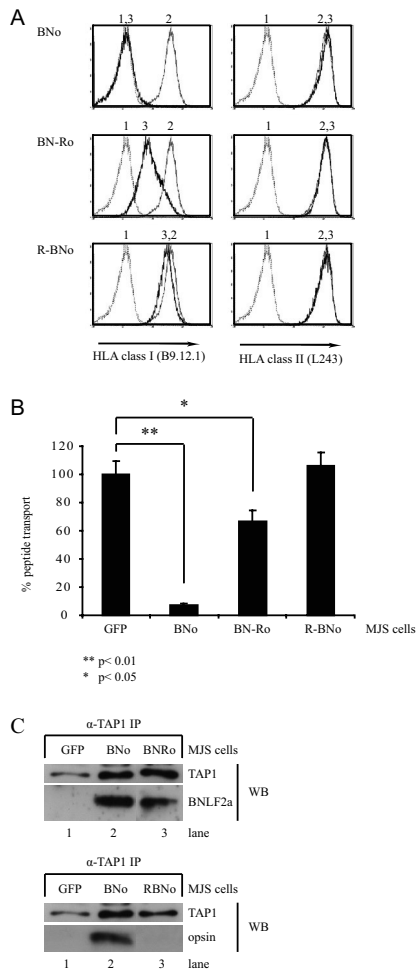 A
BNo
1,3 2
1 2,3
BN-Ro
1 3 2
1 2,3
R-BNo
1 3,2
1 2,3
HLA class I (B9.12.1)
HLA class II (L243)
B
*
**
% peptide transport
120
100
80
60
40
20
0
GFP BNo BN-Ro R-BNo MJS cells
** p< 0.01
* p< 0.05
C
α-TAP1 IP
GFP BNo BNRo MJS cells
TAP1
BNLF2a
WB
1 2 3 lane
α-TAP1 IP
GFP BNo RBNo MJS cells
TAP1
opsin
WB
1 2 3 lane